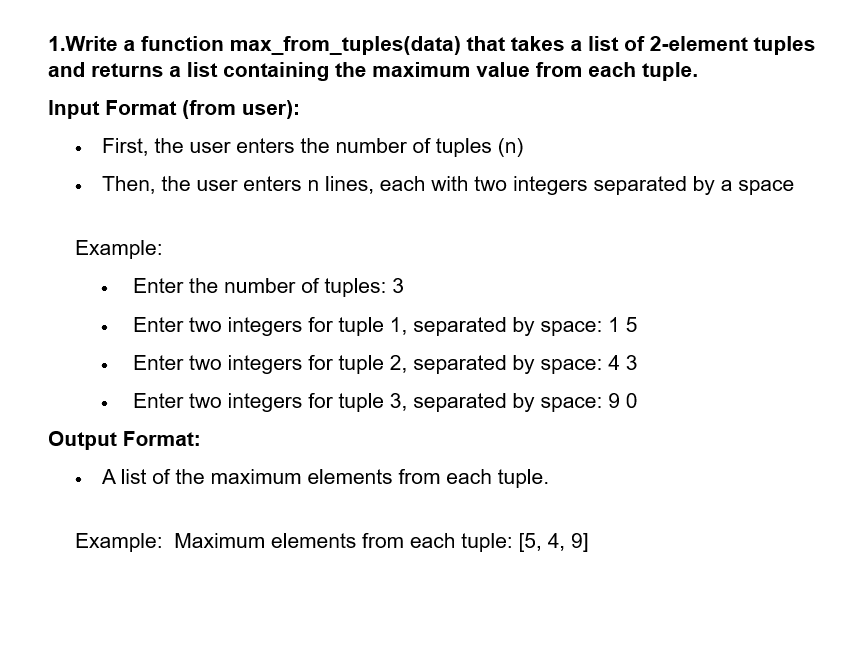 1.Write a function max_from_tuples(data) that takes a list of 2-element tuples
and returns a list containing the maximum value from each tuple.
Input Format (from user):
• First, the user enters the number of tuples (n)
• Then, the user enters n lines, each with two integers separated by a space
Example:
• Enter the number of tuples: 3
• Enter two integers for tuple 1, separated by space: 1 5
• Enter two integers for tuple 2, separated by space: 4 3
• Enter two integers for tuple 3, separated by space: 9 0
Output Format:
• A list of the maximum elements from each tuple.
Example:  Maximum elements from each tuple: [5, 4, 9]